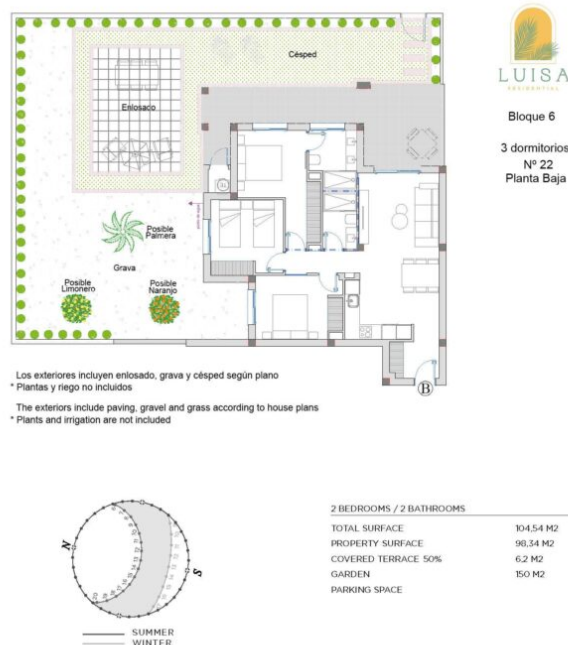 LUISA
RESIDENTIAL
Bloque 6
3 dormitorios
Nº 22
Planta Baja
Césped
Enlosaco
Posible
Palmera
Grava
Posible
Limonero
Posible
Naranjo
B
Los exteriores incluyen enlosado, grava y césped según plano
* Plantas y riego no incluidos
The exteriors include paving, gravel and grass according to house plans
* Plants and irrigation are not included
N
S
SUMMER
WINTER
2 BEDROOMS / 2 BATHROOMS
TOTAL SURFACE 104,54 M2
PROPERTY SURFACE 98,34 M2
COVERED TERRACE 50% 6,2 M2
GARDEN 150 M2
PARKING SPACE